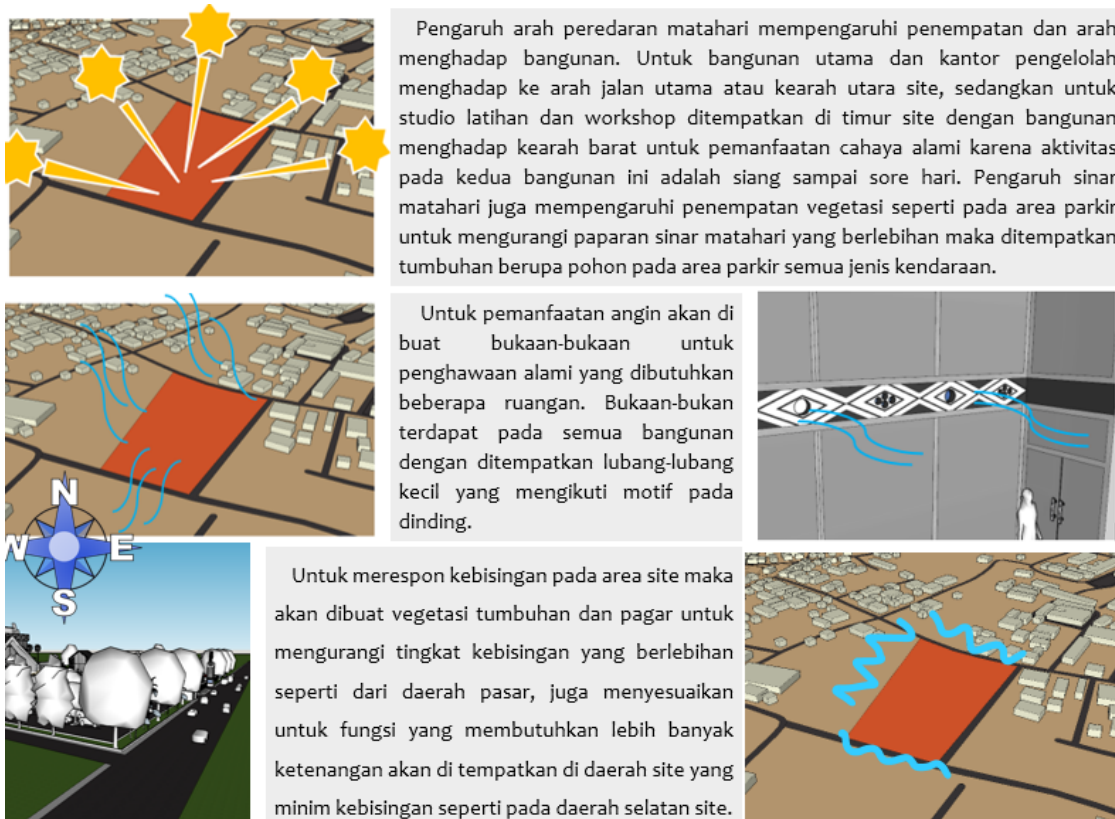 Pengaruh arah peredaran matahari mempengaruhi penempatan dan arah
menghadap bangunan. Untuk bangunan utama dan kantor pengelolah
menghadap ke arah jalan utama atau kearah utara site, sedangkan untuk
studio latihan dan workshop ditempatkan di timur site dengan bangunan
menghadap kearah barat untuk pemanfaatan cahaya alami karena aktivitas
pada kedua bangunan ini adalah siang sampai sore hari. Pengaruh sinar
matahari juga mempengaruhi penempatan vegetasi seperti pada area parkir
untuk mengurangi paparan sinar matahari yang berlebihan maka ditempatkan
tumbuhan berupa pohon pada area parkir semua jenis kendaraan.
Untuk pemanfaatan angin akan di
buat bukaan-bukaan untuk
penghawaan alami yang dibutuhkan
beberapa ruangan. Bukaan-bukan
terdapat pada semua bangunan
dengan ditempatkan lubang-lubang
kecil yang mengikuti motif pada
dinding.
N
W E
S
Untuk merespon kebisingan pada area site maka
akan dibuat vegetasi tumbuhan dan pagar untuk
mengurangi tingkat kebisingan yang berlebihan
seperti dari daerah pasar, juga menyesuaikan
untuk fungsi yang membutuhkan lebih banyak
ketenangan akan di tempatkan di daerah site yang
minim kebisingan seperti pada daerah selatan site.